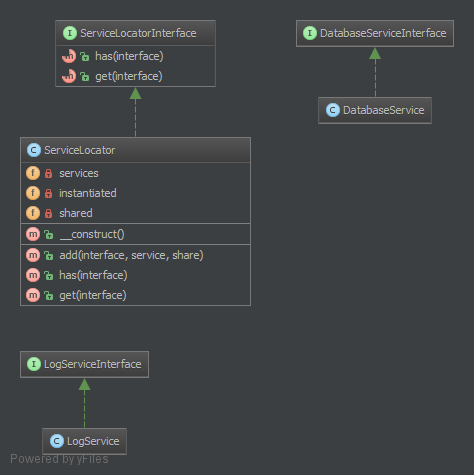 I ServiceLocatorInterface
m has(interface)
m get(interface)
I DatabaseServiceInterface
C DatabaseService
C ServiceLocator
f services
f instantiated
f shared
m __construct()
m add(interface, service, share)
m has(interface)
m get(interface)
I LogServiceInterface
C LogService
Powered by yFiles